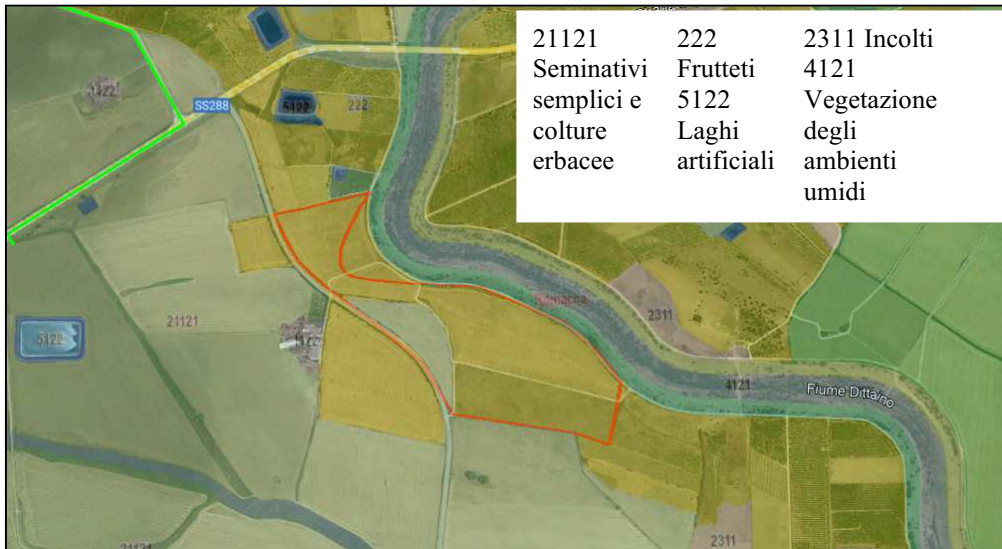 21121
Seminativi
semplici e
colture
erbacee
222
Frutteti
5122
Laghi
artificiali
2311 Incolti
4121
Vegetazione
degli
ambienti
umidi
SS288
5122
222
21121
5122
2311
4121
Fiume Dittaino
2311
21121